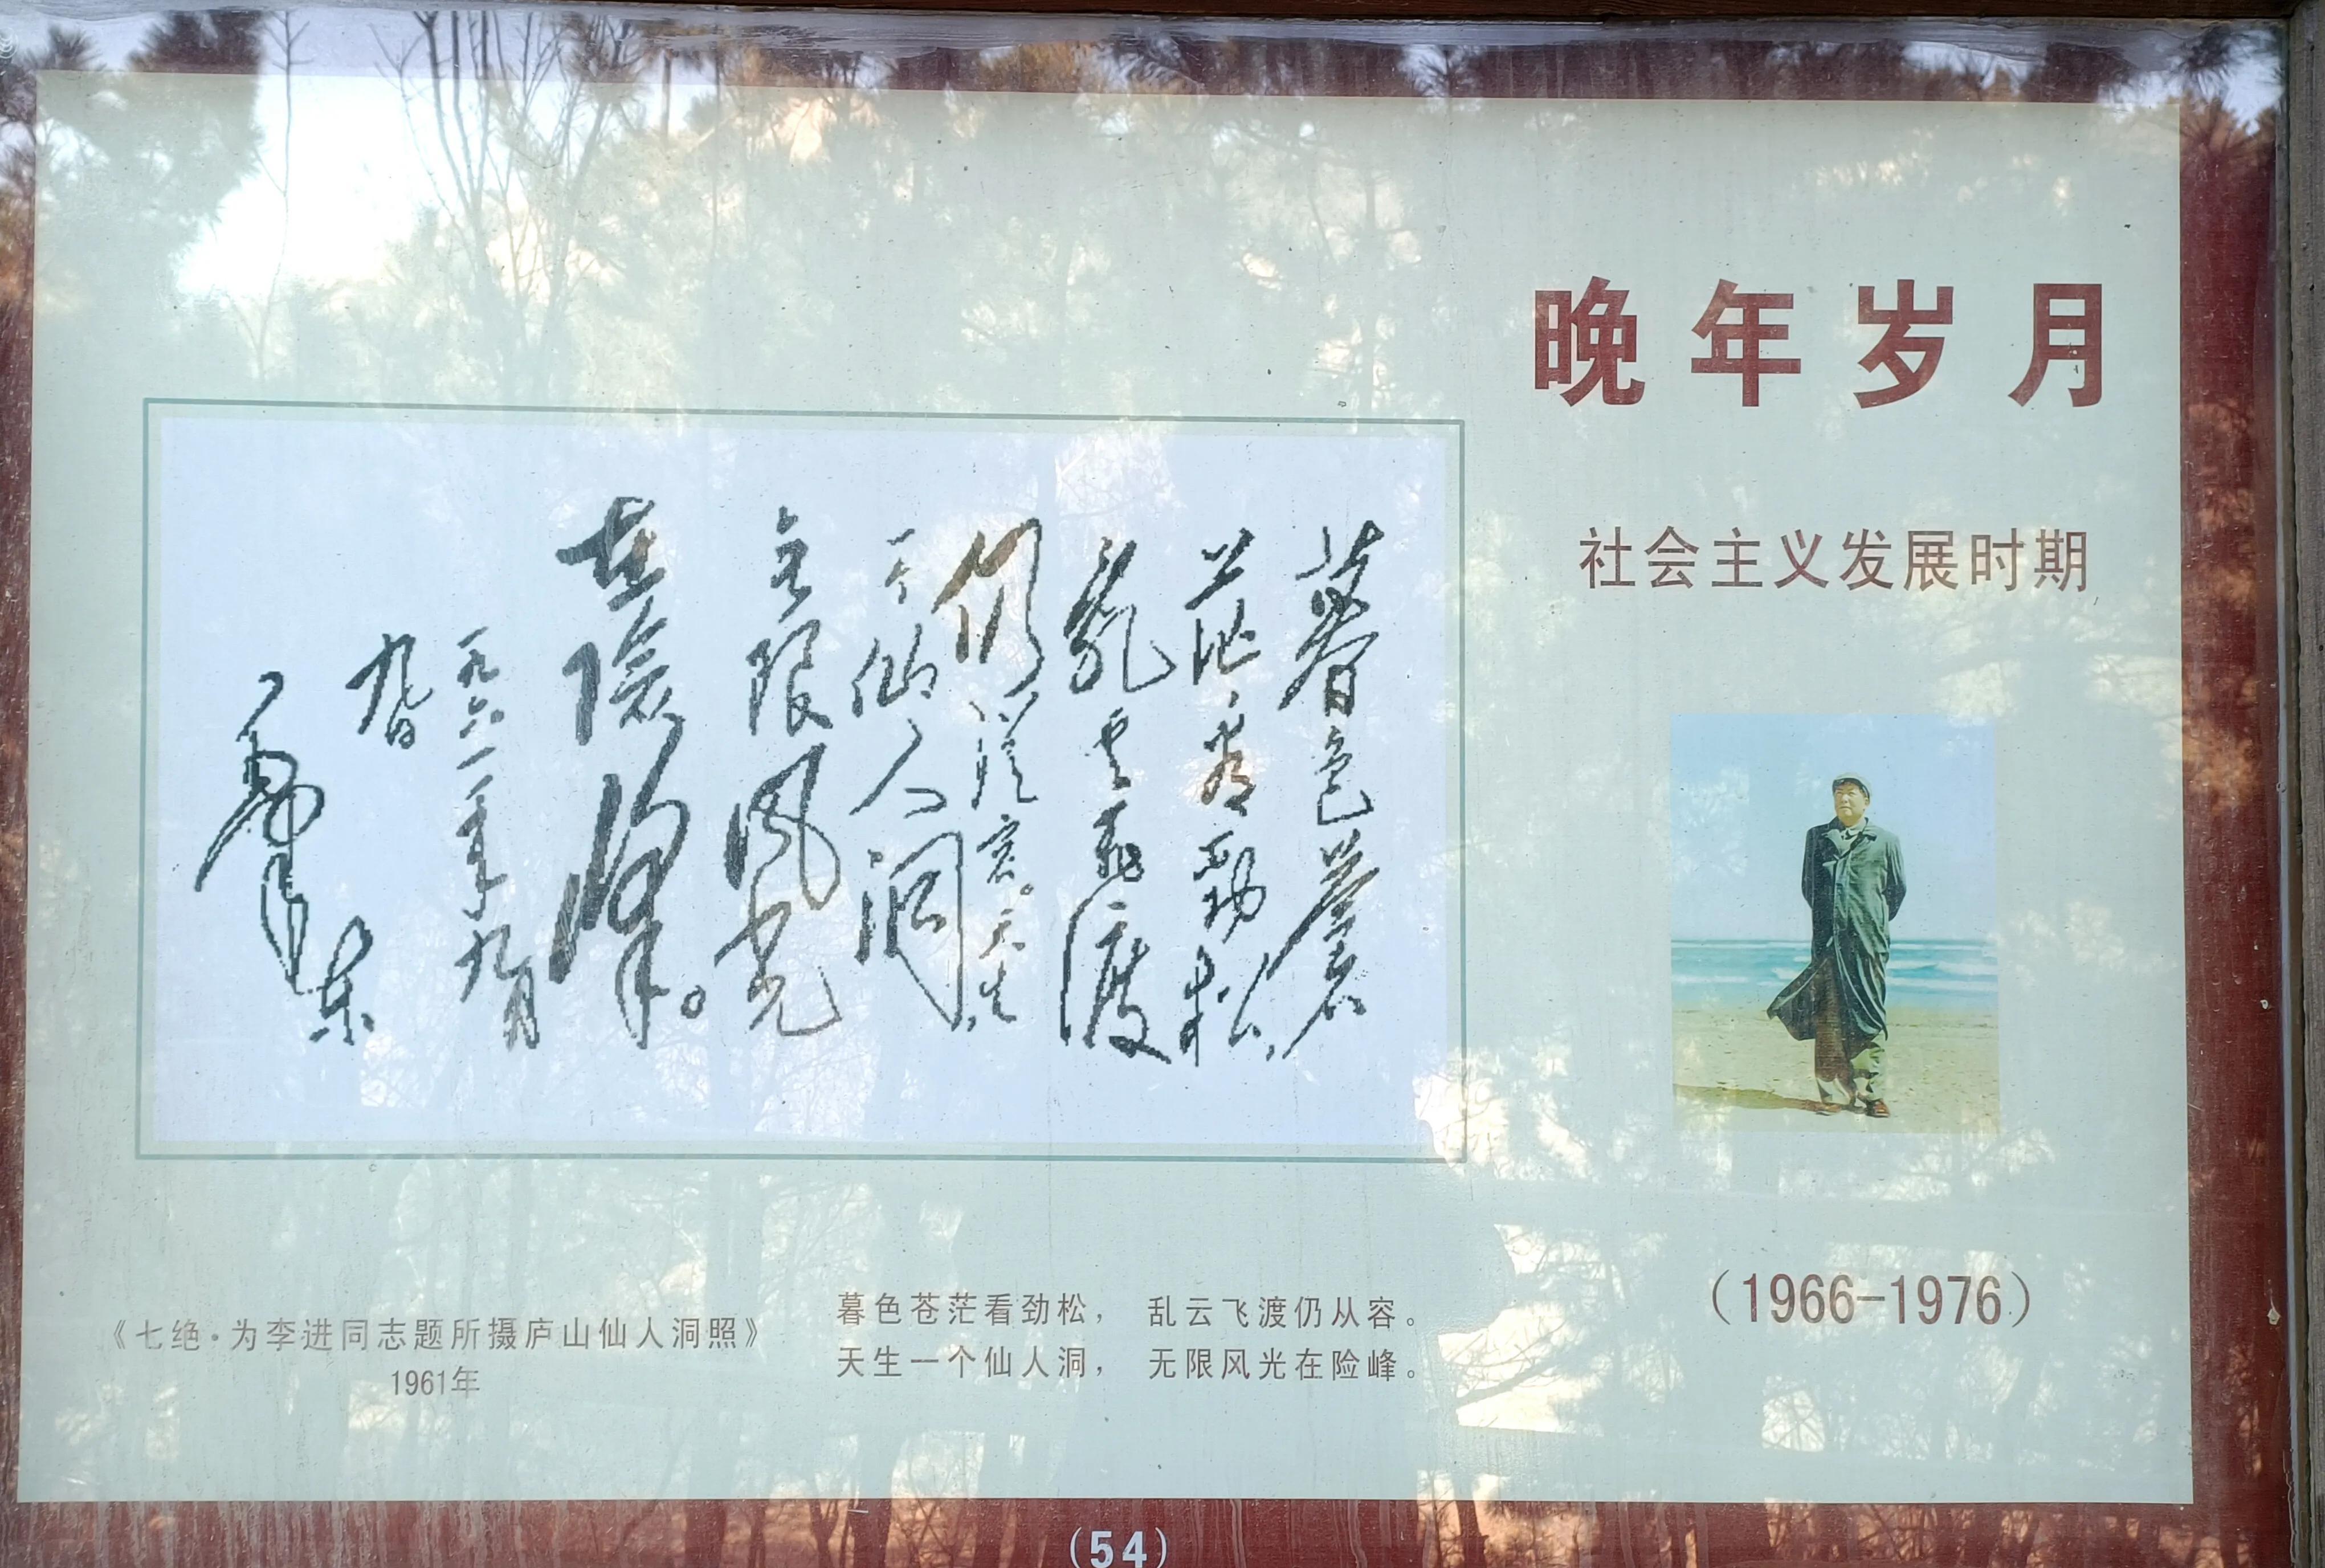 晚年岁月
社会主义发展时期
暮色苍
茫看劲松
乱云飞渡
仍从容。天生
一个仙人洞
无限风光
在险峰。
一九六一年九月
九日
毛泽东
《七绝·为李进同志题所摄庐山仙人洞照》
1961年
暮色苍茫看劲松， 乱云飞渡仍从容。
天生一个仙人洞， 无限风光在险峰。
（1966-1976）
（54）